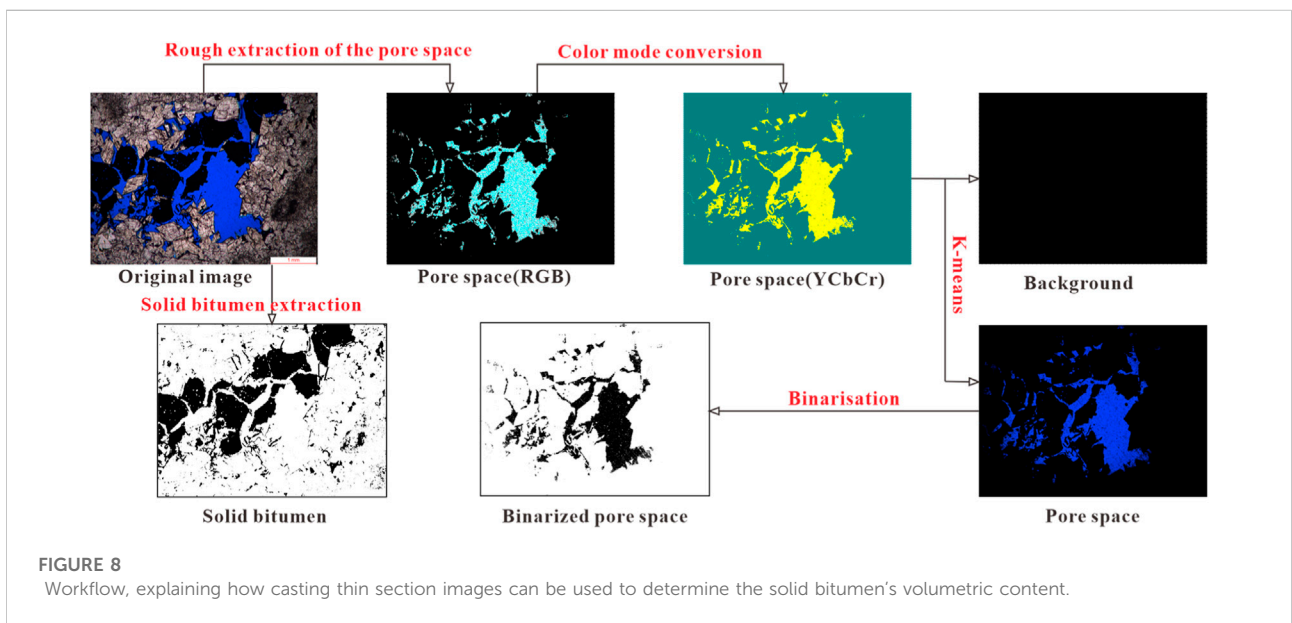 Rough extraction of the pore space
Color mode conversion
Original image
Pore space(RGB)
Pore space(YCbCr)
Background
Solid bitumen extraction
K-means
Binarisation
Solid bitumen
Binarized pore space
Pore space
FIGURE 8
Workflow, explaining how casting thin section images can be used to determine the solid bitumen's volumetric content.